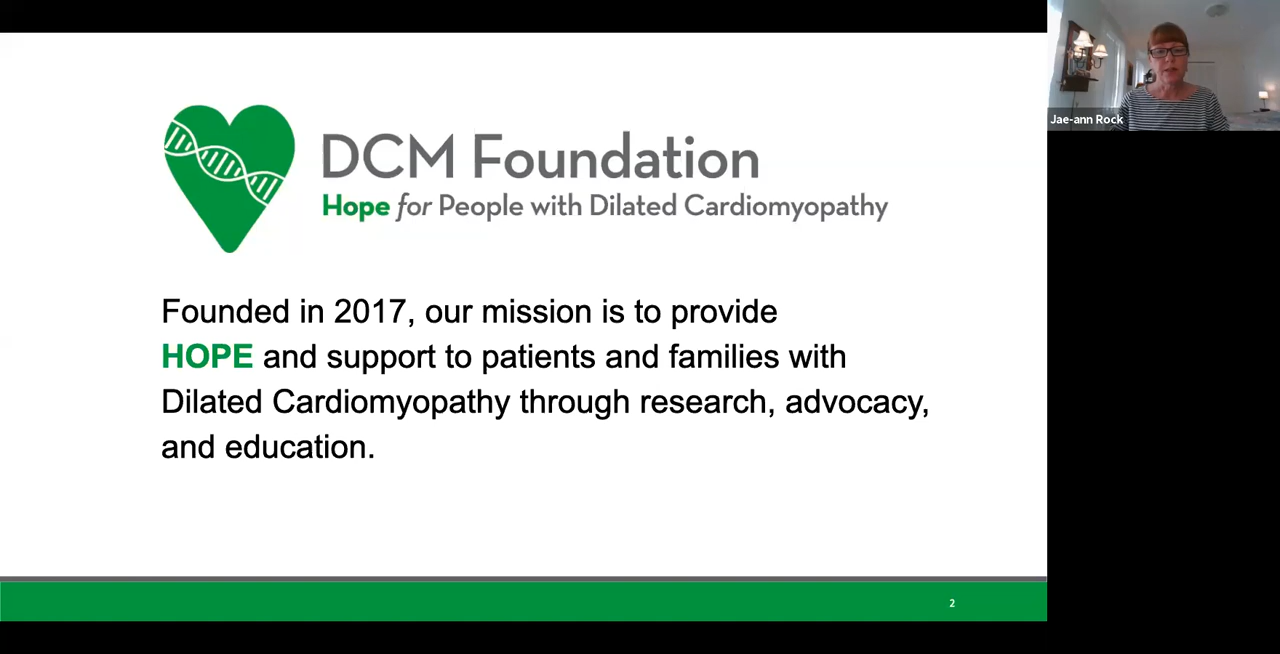 DCM Foundation
Hope for People with Dilated Cardiomyopathy
Founded in 2017, our mission is to provide
HOPE and support to patients and families with
Dilated Cardiomyopathy through research, advocacy,
and education.
2
Jae-ann Rock